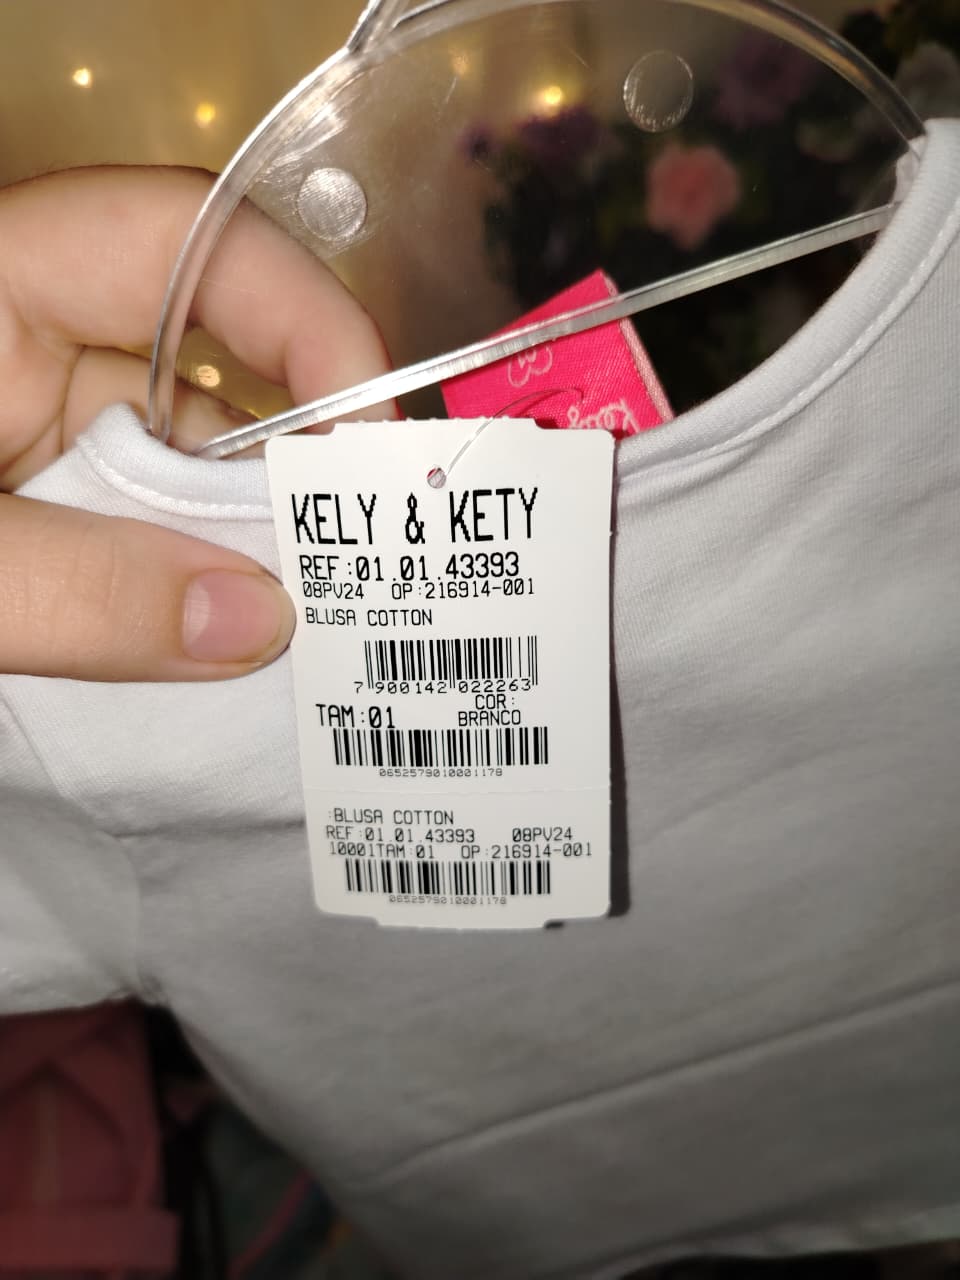 KELY & KETY
REF:01.01.43393
08PV24 OP:216914-001
BLUSA COTTON
7 900142 022263
COR:
TAM:01 BRANCO
0652579010001178
:BLUSA COTTON
REF:01.01.43393 08PV24
10001TAM:01 OP:216914-001
0652579010001178